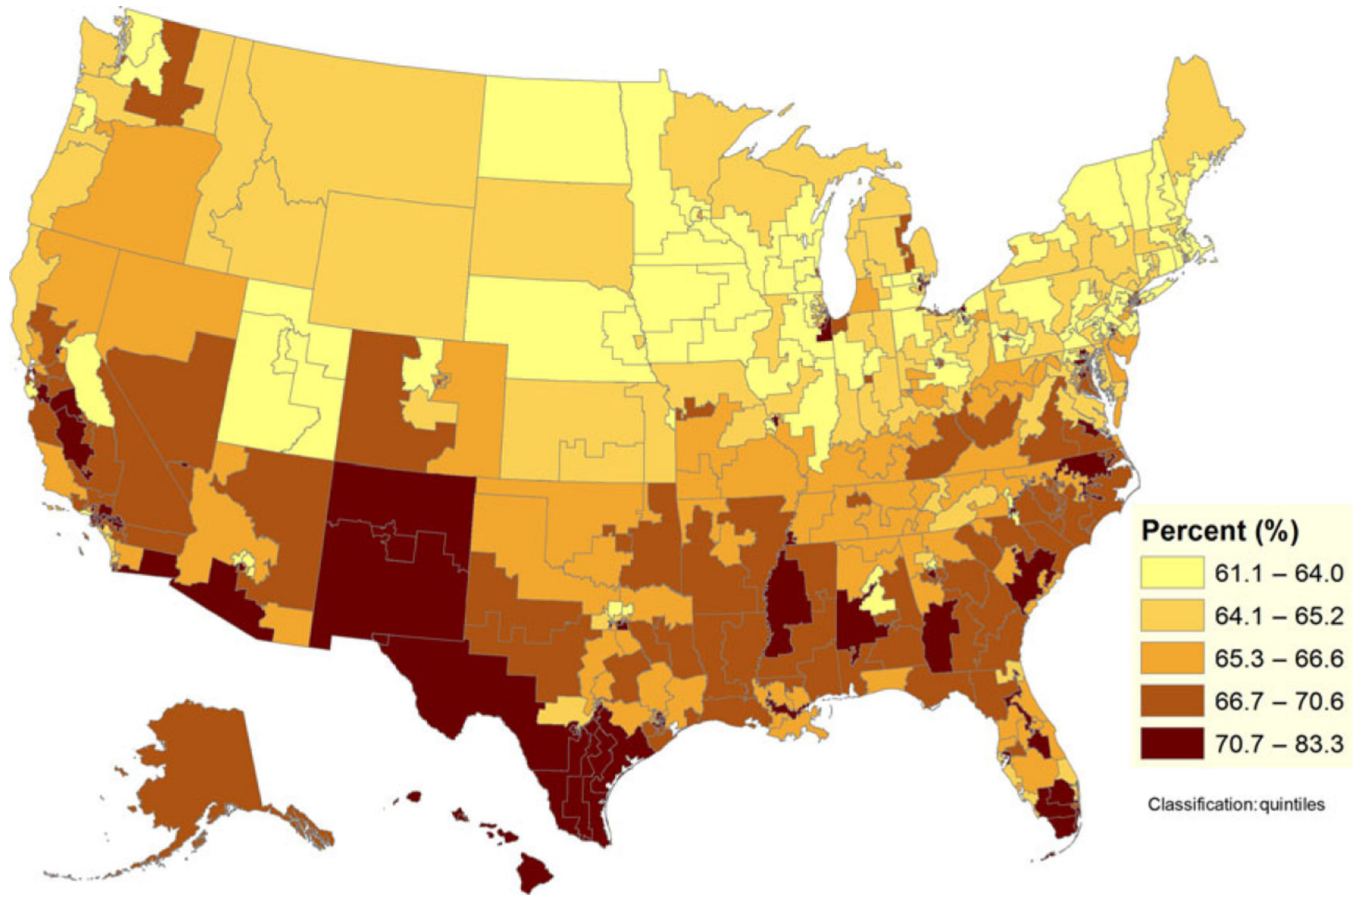 Percent (%)
61.1 – 64.0
64.1 – 65.2
65.3 – 66.6
66.7 – 70.6
70.7 – 83.3
Classification: quintiles